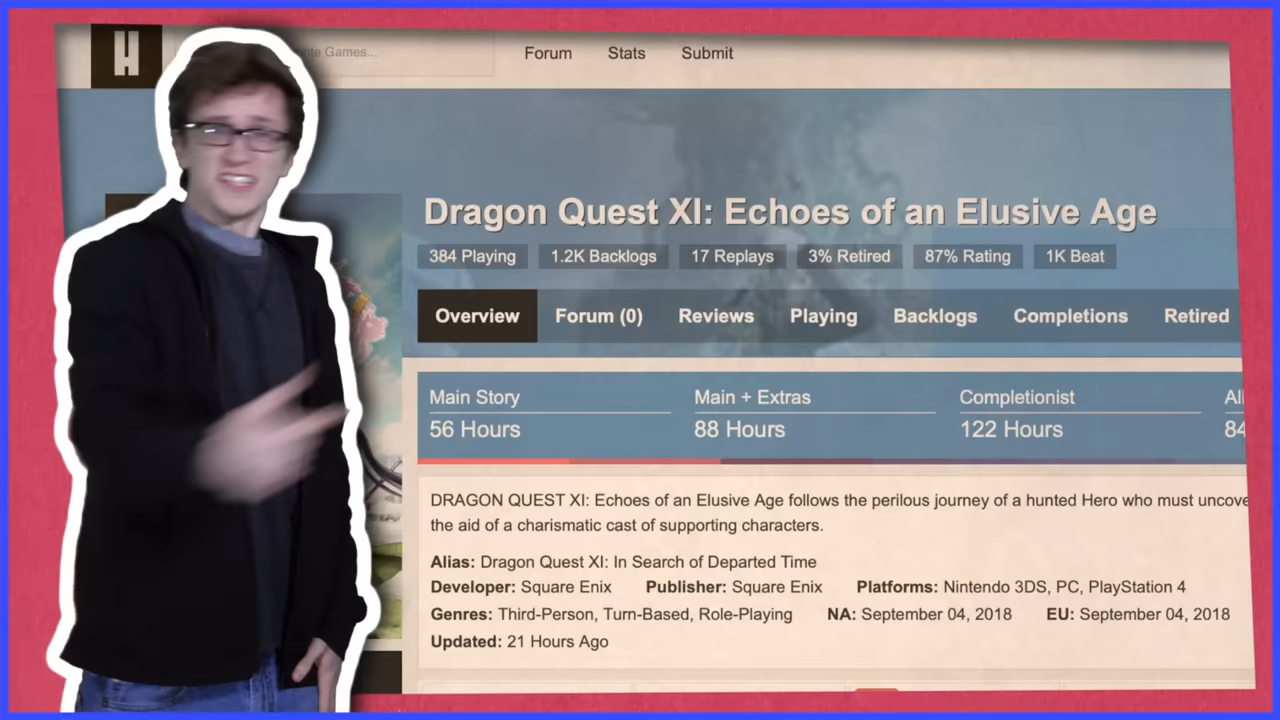 H
nte Games...
Forum Stats Submit
Dragon Quest XI: Echoes of an Elusive Age
384 Playing 1.2K Backlogs 17 Replays 3% Retired 87% Rating 1K Beat
Overview Forum (0) Reviews Playing Backlogs Completions Retired
Main Story Main + Extras Completionist Al
56 Hours 88 Hours 122 Hours 84
DRAGON QUEST XI: Echoes of an Elusive Age follows the perilous journey of a hunted Hero who must uncove
the aid of a charismatic cast of supporting characters.
Alias: Dragon Quest XI: In Search of Departed Time
Developer: Square Enix Publisher: Square Enix Platforms: Nintendo 3DS, PC, PlayStation 4
Genres: Third-Person, Turn-Based, Role-Playing NA: September 04, 2018 EU: September 04, 2018
Updated: 21 Hours Ago